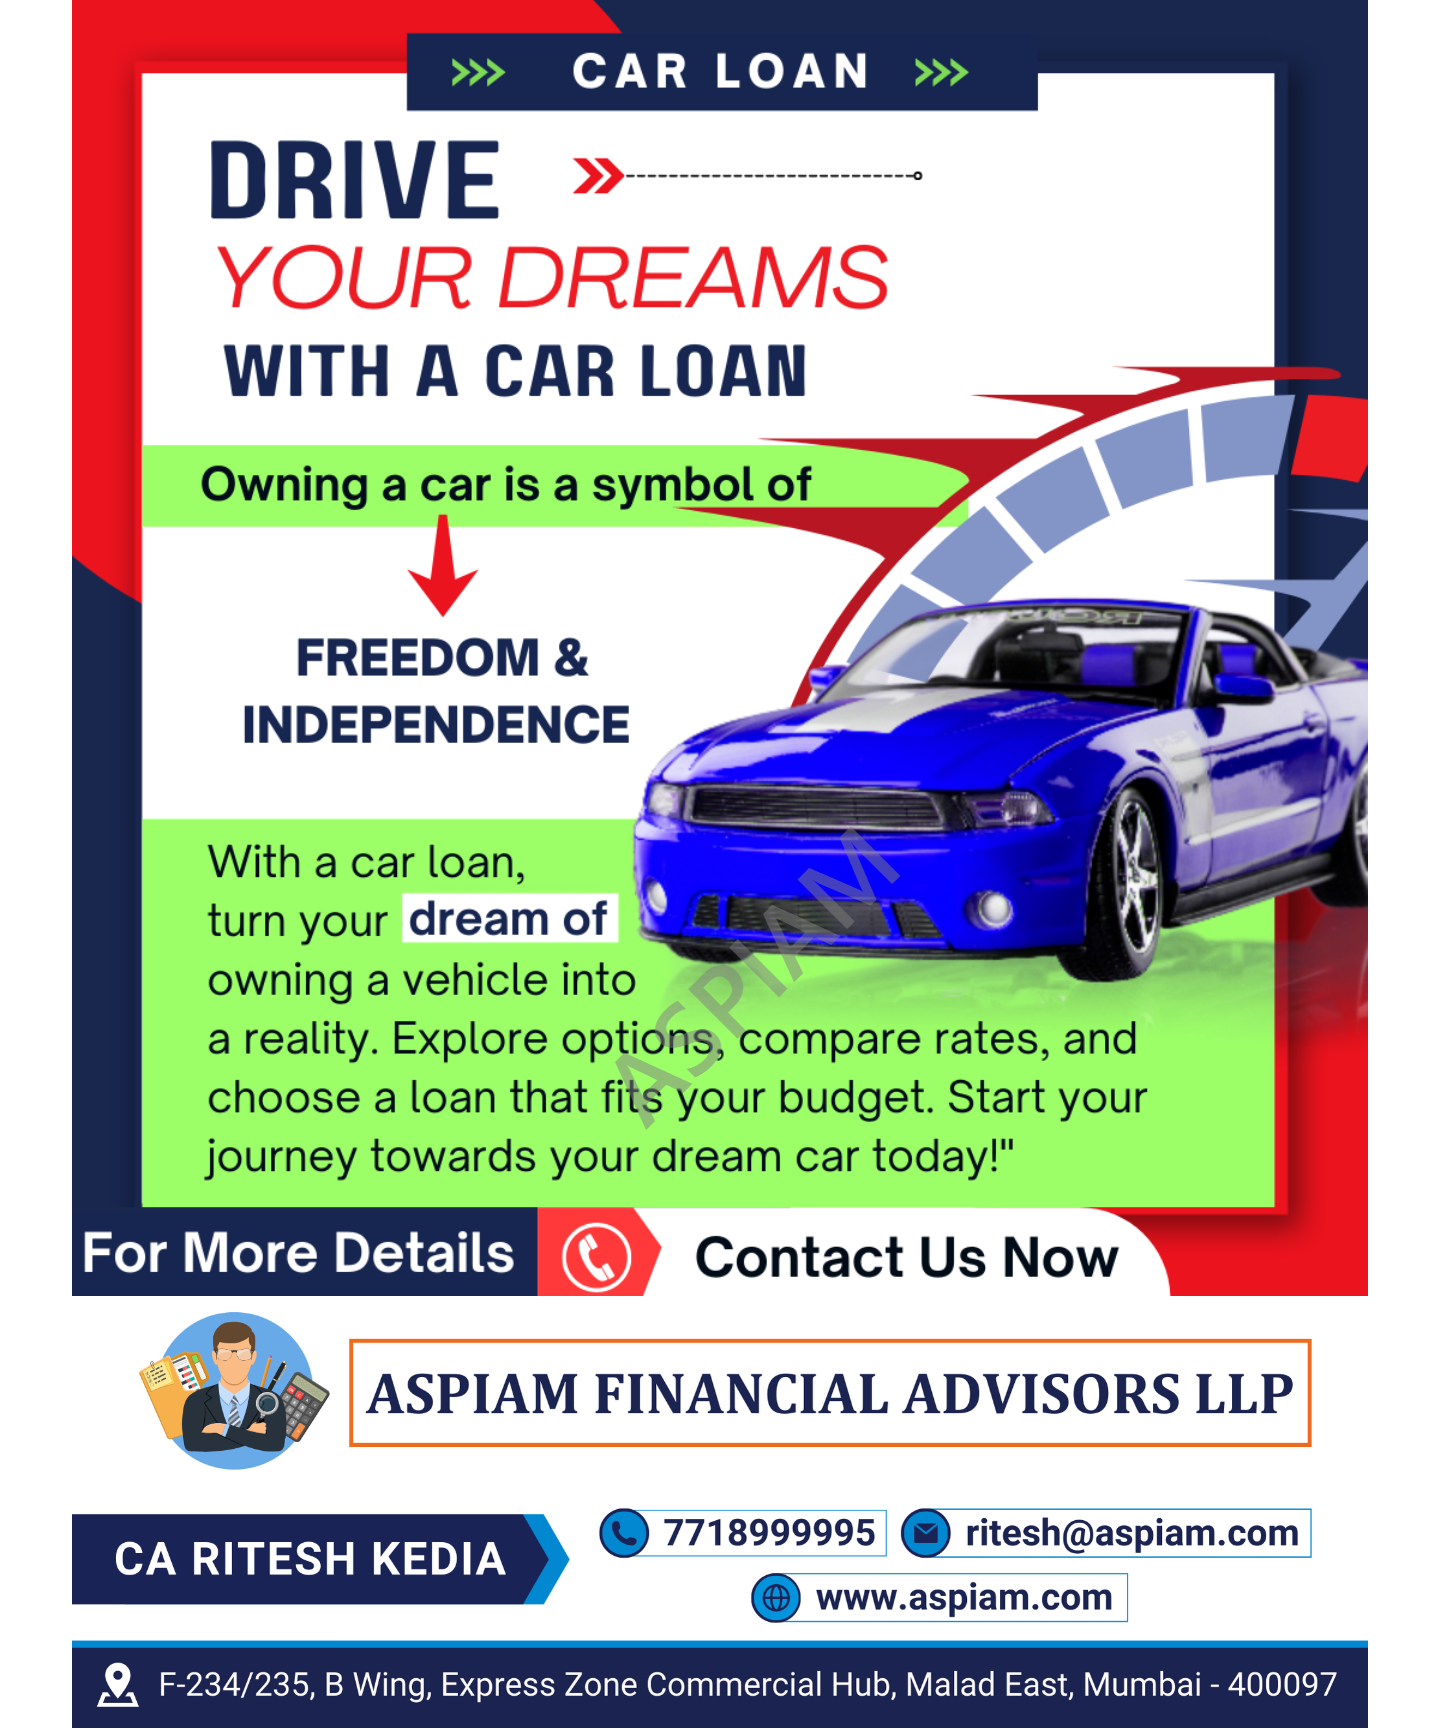 >>> CAR LOAN >>>
DRIVE
YOUR DREAMS
WITH A CAR LOAN
Owning a car is a symbol of
FREEDOM &
INDEPENDENCE
With a car loan,
turn your dream of
owning a vehicle into
a reality. Explore options, compare rates, and
choose a loan that fits your budget. Start your
journey towards your dream car today!"
ASPIAM
For More Details
Contact Us Now
ASPIAM FINANCIAL ADVISORS LLP
CA RITESH KEDIA
7718999995
ritesh@aspiam.com
www.aspiam.com
F-234/235, B Wing, Express Zone Commercial Hub, Malad East, Mumbai - 400097